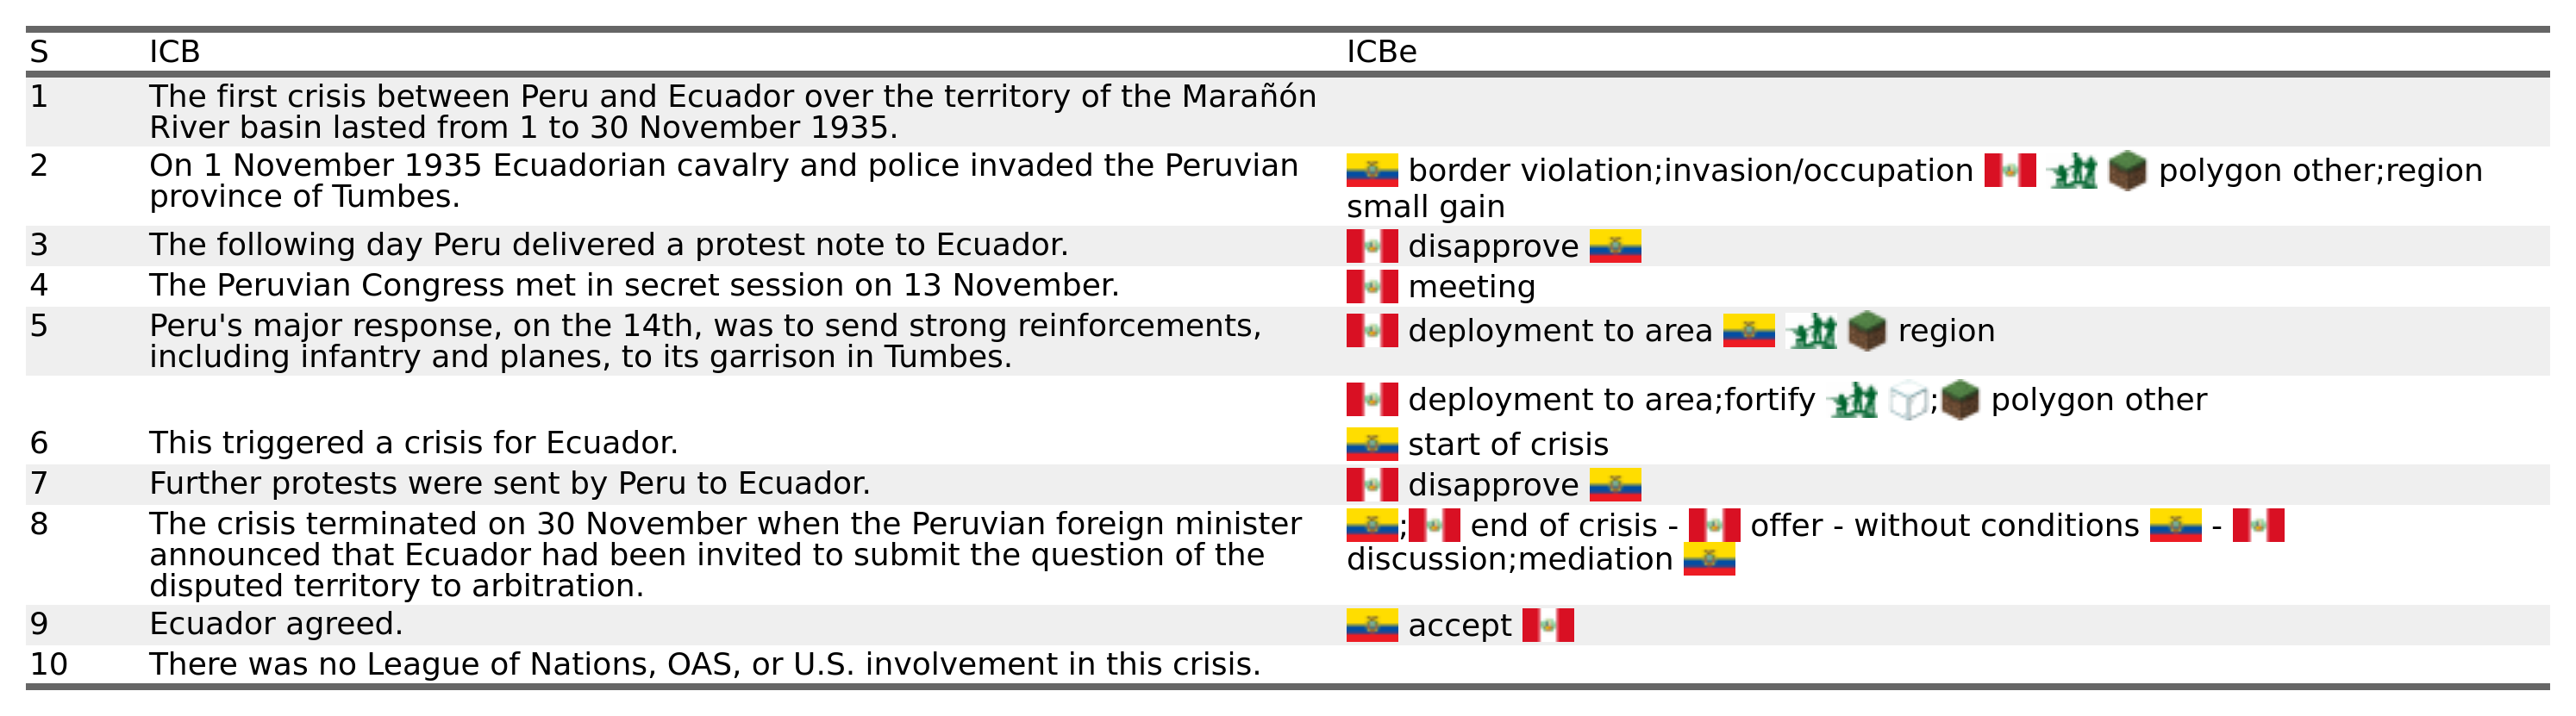 S ICB ICBe
1 The first crisis between Peru and Ecuador over the territory of the Marañón
River basin lasted from 1 to 30 November 1935.
2 On 1 November 1935 Ecuadorian cavalry and police invaded the Peruvian
province of Tumbes.
border violation;invasion/occupation polygon other;region
small gain
3 The following day Peru delivered a protest note to Ecuador. disapprove
4 The Peruvian Congress met in secret session on 13 November. meeting
5 Peru's major response, on the 14th, was to send strong reinforcements,
including infantry and planes, to its garrison in Tumbes.
deployment to area region
deployment to area;fortify ; polygon other
6 This triggered a crisis for Ecuador. start of crisis
7 Further protests were sent by Peru to Ecuador. disapprove
8 The crisis terminated on 30 November when the Peruvian foreign minister
announced that Ecuador had been invited to submit the question of the
disputed territory to arbitration.
; end of crisis - offer - without conditions -
discussion;mediation
9 Ecuador agreed. accept
10 There was no League of Nations, OAS, or U.S. involvement in this crisis.